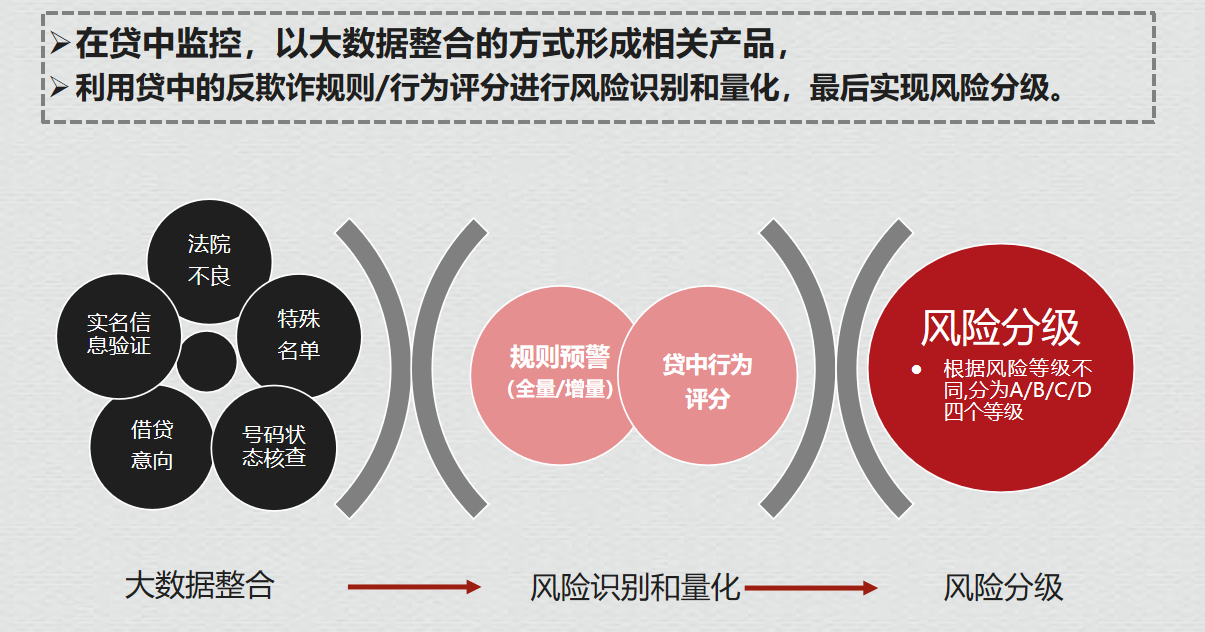 在贷中监控，以大数据整合的方式形成相关产品，
利用贷中的反欺诈规则/行为评分进行风险识别和量化，最后实现风险分级。
法院
不良
实名信
息验证
特殊
名单
借贷
意向
号码状
态核查
规则预警
(全量/增量)
贷中行为
评分
风险分级
根据风险等级不
同,分为A/B/C/D
四个等级
大数据整合
风险识别和量化
风险分级